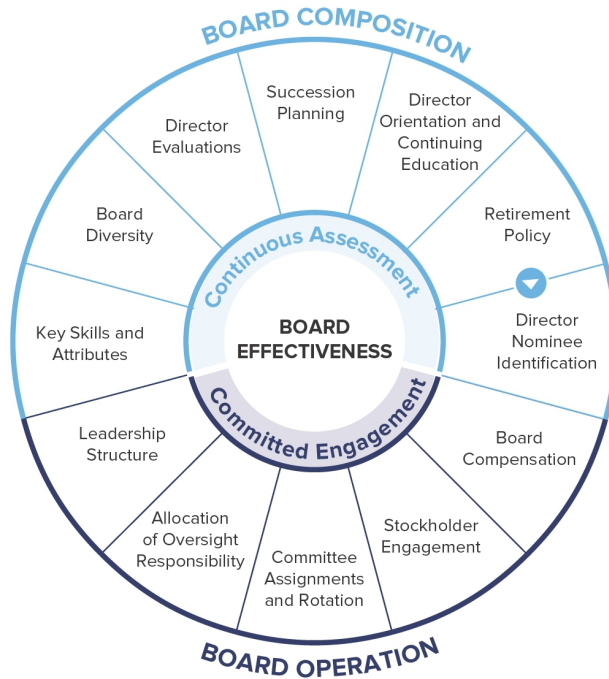 BOARD COMPOSITION
Succession
Planning
Director
Orientation and
Continuing
Education
Director
Evaluations
Retirement
Policy
Board
Diversity
Continuous Assessment
Key Skills and
Attributes
BOARD
EFFECTIVENESS
Director
Nominee
Identification
Committed Engagement
Leadership
Structure
Board
Compensation
Allocation
of Oversight
Responsibility
Stockholder
Engagement
Committee
Assignments
and Rotation
BOARD OPERATION